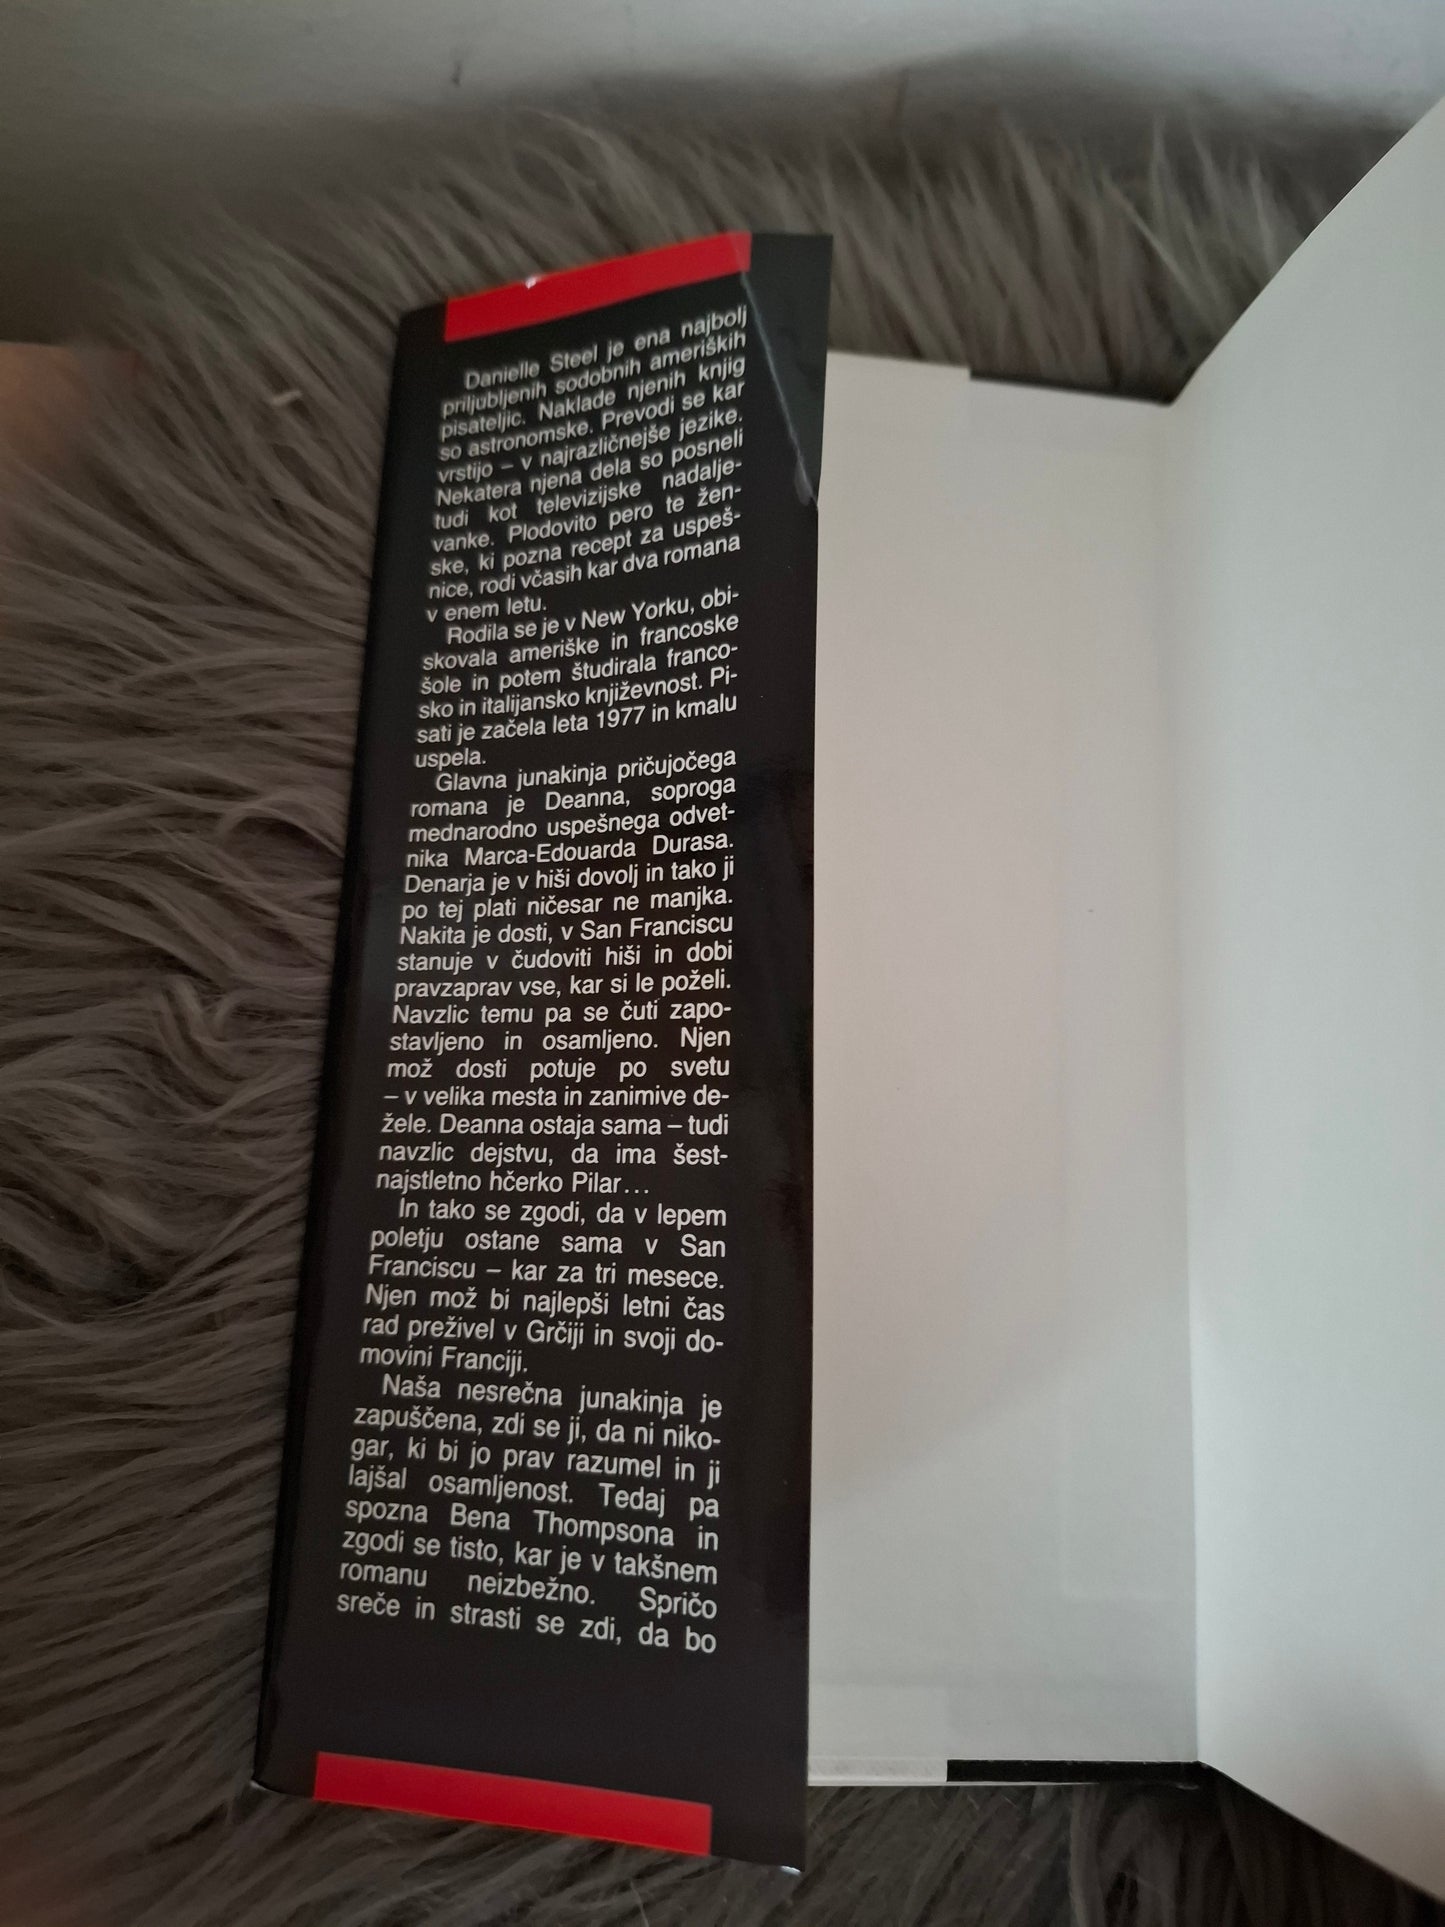 Danielle Steel je ena najbolj
priljubljenih sodobnih ameriških
pisateljic. Naklade njenih knjig
so astronomske. Prevodi se kar
vrstijo – v najrazličnejše jezike.
Nekatera njena dela so posneli
tudi kot televizijske nadalje-
vanke. Plodovito pero te žen-
ske, ki pozna recept za uspeš-
nice, rodi včasih kar dva romana
v enem letu.
Rodila se je v New Yorku, obi-
skovala ameriške in francoske
šole in potem študirala franco-
sko in italijansko književnost. Pi-
sati je začela leta 1977 in kmalu
uspela.
Glavna junakinja pričujočega
romana je Deanna, soproga
mednarodno uspešnega odvet-
nika Marca-Edouarda Durasa.
Denarja je v hiši dovolj in tako ji
po tej plati ničesar ne manjka.
Nakita je dosti, v San Franciscu
stanuje v čudoviti hiši in dobi
pravzaprav vse, kar si le poželi.
Navzlic temu pa se čuti zapo-
stavljeno in osamljeno. Njen
mož dosti potuje po svetu
– v velika mesta in zanimive de-
žele. Deanna ostaja sama – tudi
navzlic dejstvu, da ima šest-
najstletno hčerko Pilar...
In tako se zgodi, da v lepem
poletju ostane sama v San
Franciscu – kar za tri mesece.
Njen mož bi najlepši letni čas
rad preživel v Grčiji in svoji do-
movini Franciji.
Naša nesrečna junakinja je
zapuščena, zdi se ji, da ni niko-
gar, ki bi jo prav razumel in ji
lajšal osamljenost. Tedaj pa
spozna Bena Thompsona in
zgodi se tisto, kar je v takšnem
romanu neizbežno. Spričo
sreče in strasti se zdi, da bo